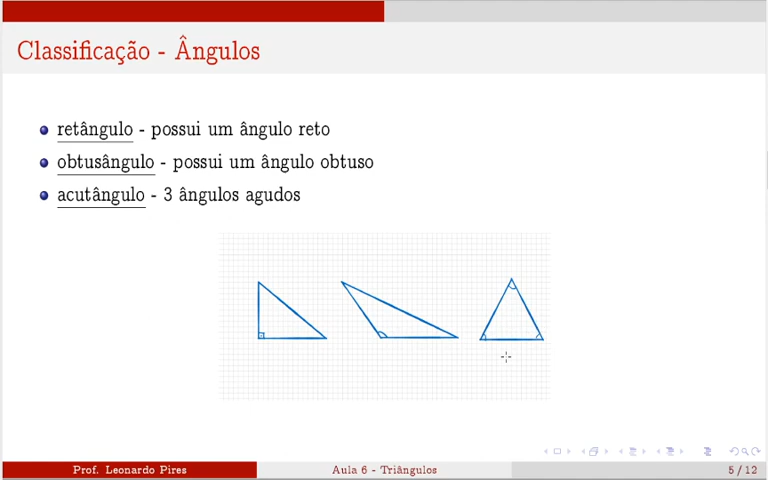 Classificação - Ângulos
retângulo - possui um ângulo reto
obtusângulo - possui um ângulo obtuso
acutângulo - 3 ângulos agudos
Prof. Leonardo Pires
Aula 6 - Triângulos
5 / 12